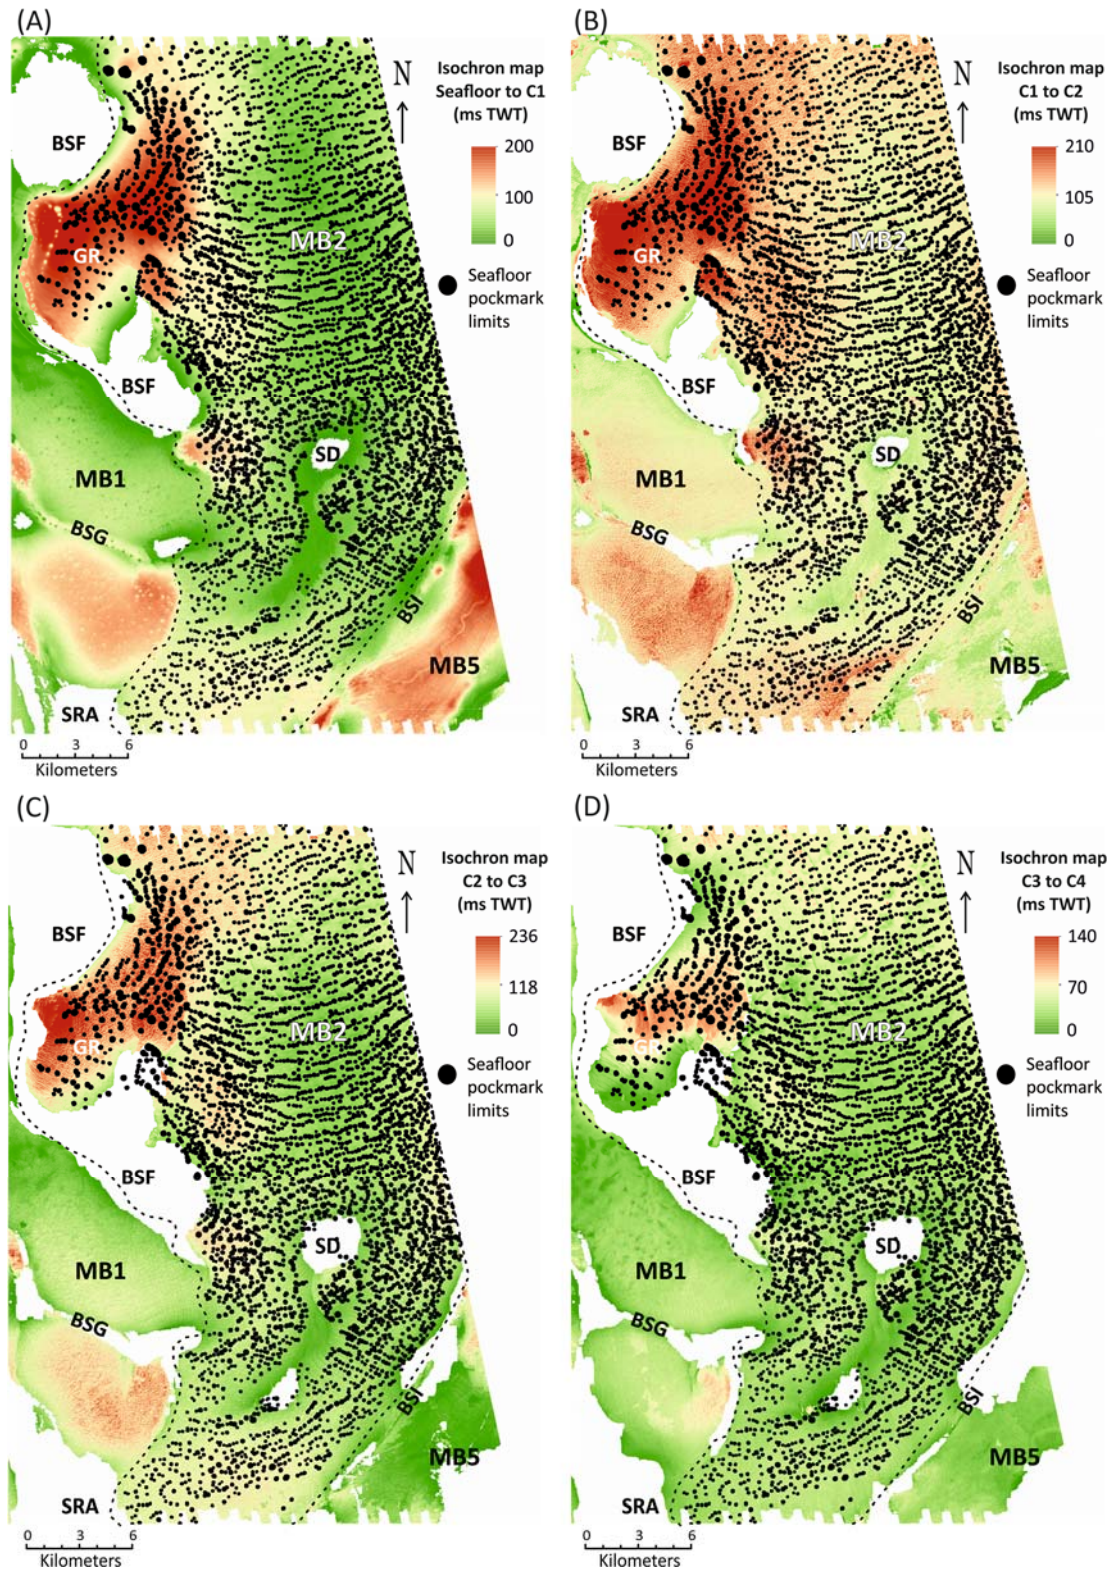 (A)
N
Isochron map
Seafloor to C1
(ms TWT)
200
100
0
Seafloor
pockmark
limits
BSF
GR
MB2
BSF
SD
MB1
BSG
BSI
MB5
SRA
0 3 6
Kilometers
(B)
N
Isochron map
C1 to C2
(ms TWT)
210
105
0
Seafloor
pockmark
limits
BSF
GR
MB2
BSF
SD
MB1
BSG
BSI
MB5
SRA
0 3 6
Kilometers
(C)
N
Isochron map
C2 to C3
(ms TWT)
236
118
0
Seafloor
pockmark
limits
BSF
GR
MB2
BSF
SD
MB1
BSG
BSI
MB5
SRA
0 3 6
Kilometers
(D)
N
Isochron map
C3 to C4
(ms TWT)
140
70
0
Seafloor
pockmark
limits
BSF
GR
MB2
BSF
SD
MB1
BSG
BSI
MB5
SRA
0 3 6
Kilometers